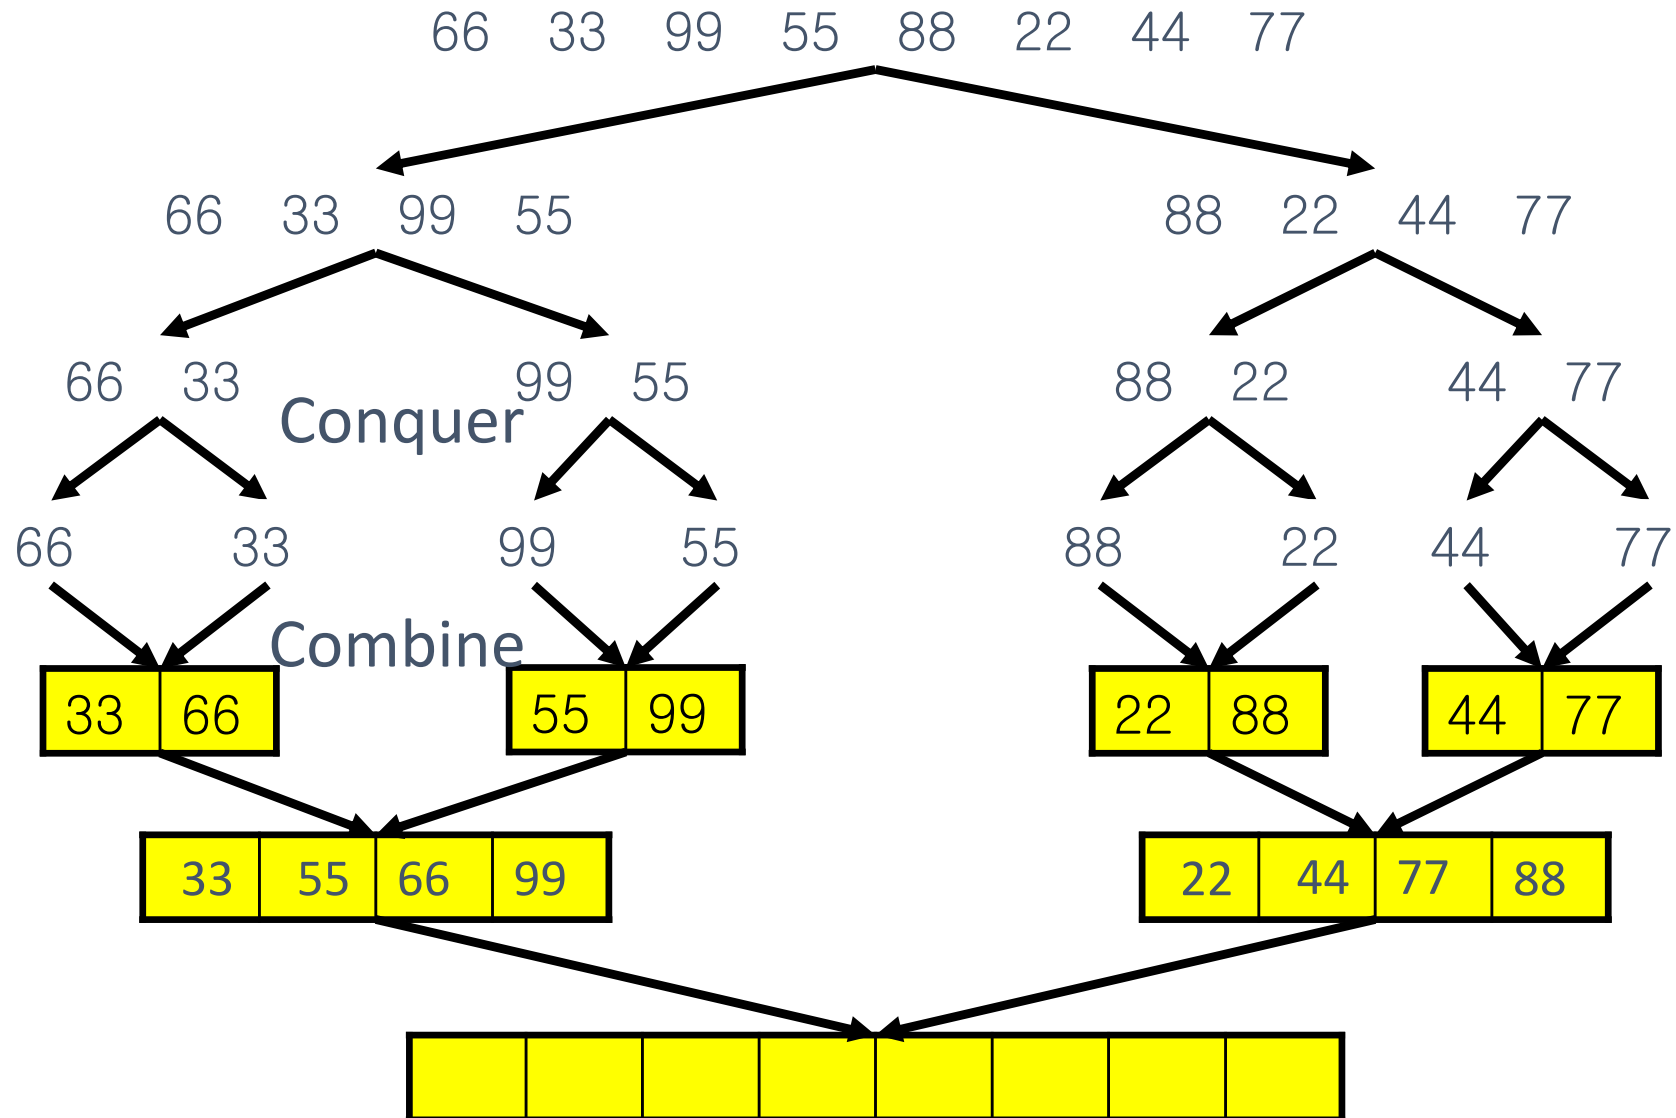 66 33 99 55 88 22 44 77
66 33 99 55 88 22 44 77
66 33 99 55 88 22 44 77
Conquer
66 33 99 55 88 22 44 77
Combine
33 66 55 99 22 88 44 77
33 55 66 99 22 44 77 88